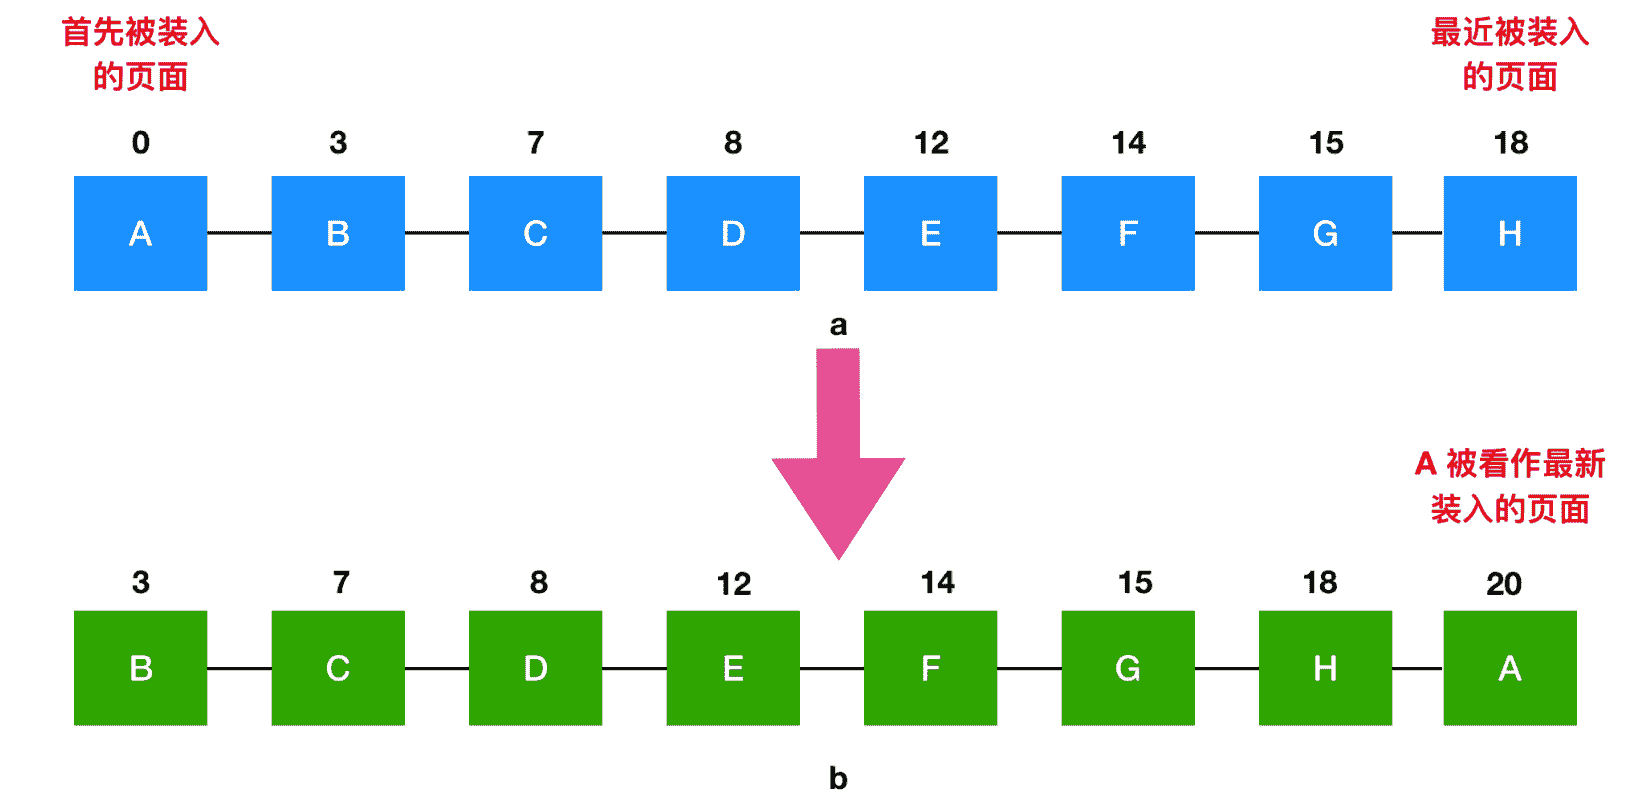 首先被装入
的页面
最近被装入
的页面
0 3 7 8 12 14 15 18
A B C D E F G H
a
A 被看作最新
装入的页面
3 7 8 12 14 15 18 20
B C D E F G H A
b